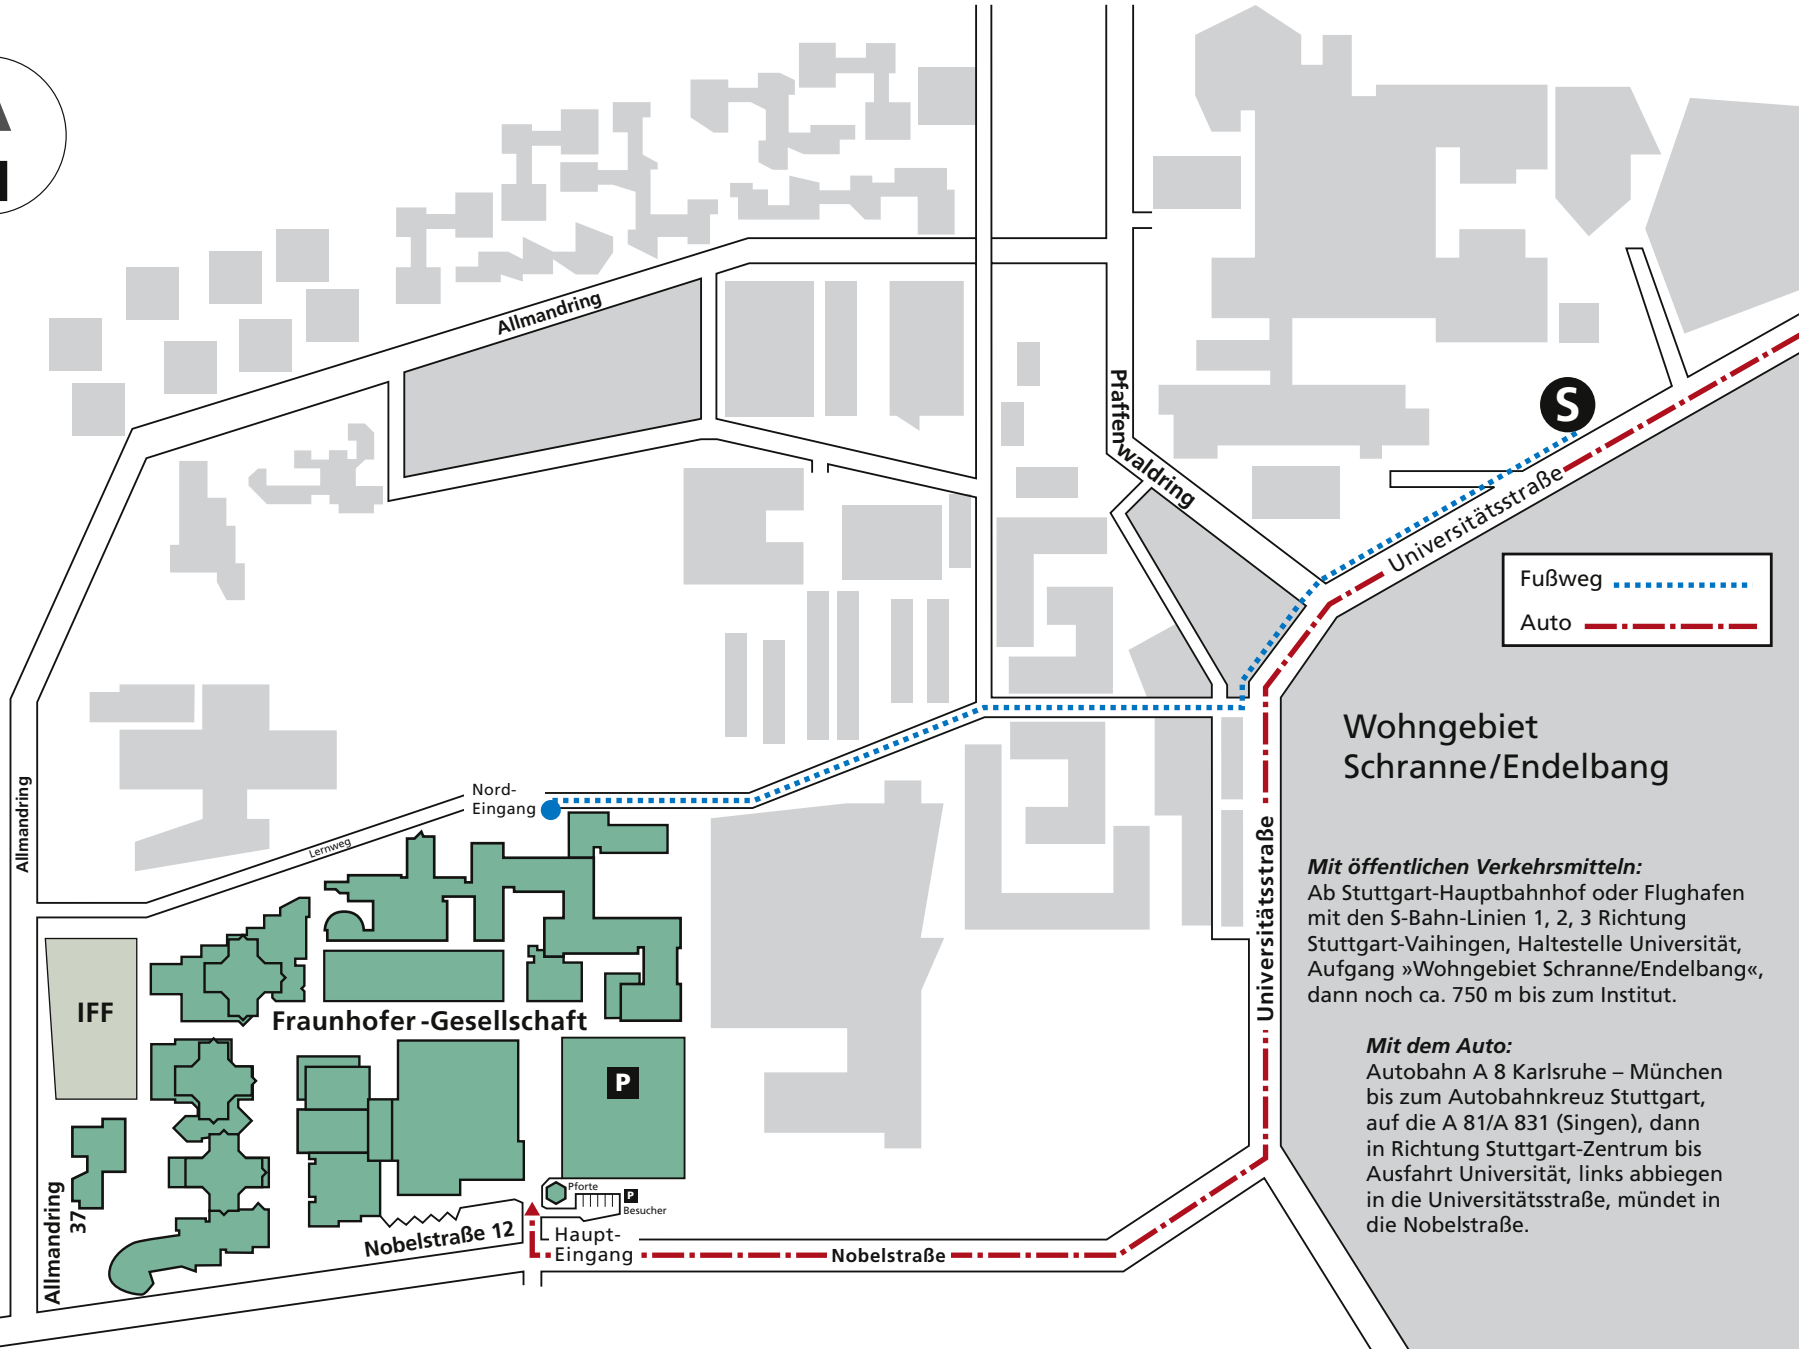 Allmandring
Pfaffenwaldring
S
Universitätsstraße
Fußweg
Auto
Wohngebiet
Schranne/Endelbang
Nord-
Eingang
Allmandring
Lernweg
Universitätsstraße
Mit öffentlichen Verkehrsmitteln:
Ab Stuttgart-Hauptbahnhof oder Flughafen
mit den S-Bahn-Linien 1, 2, 3 Richtung
Stuttgart-Vaihingen, Haltestelle Universität,
Aufgang »Wohngebiet Schranne/Endelbang«,
dann noch ca. 750 m bis zum Institut.
IFF
Fraunhofer-Gesellschaft
P
Mit dem Auto:
Autobahn A 8 Karlsruhe – München
bis zum Autobahnkreuz Stuttgart,
auf die A 81/A 831 (Singen), dann
in Richtung Stuttgart-Zentrum bis
Ausfahrt Universität, links abbiegen
in die Universitätsstraße, mündet in
die Nobelstraße.
Pforte
P
Besucher
Allmandring
37
Nobelstraße 12
Haupt-
Eingang
Nobelstraße